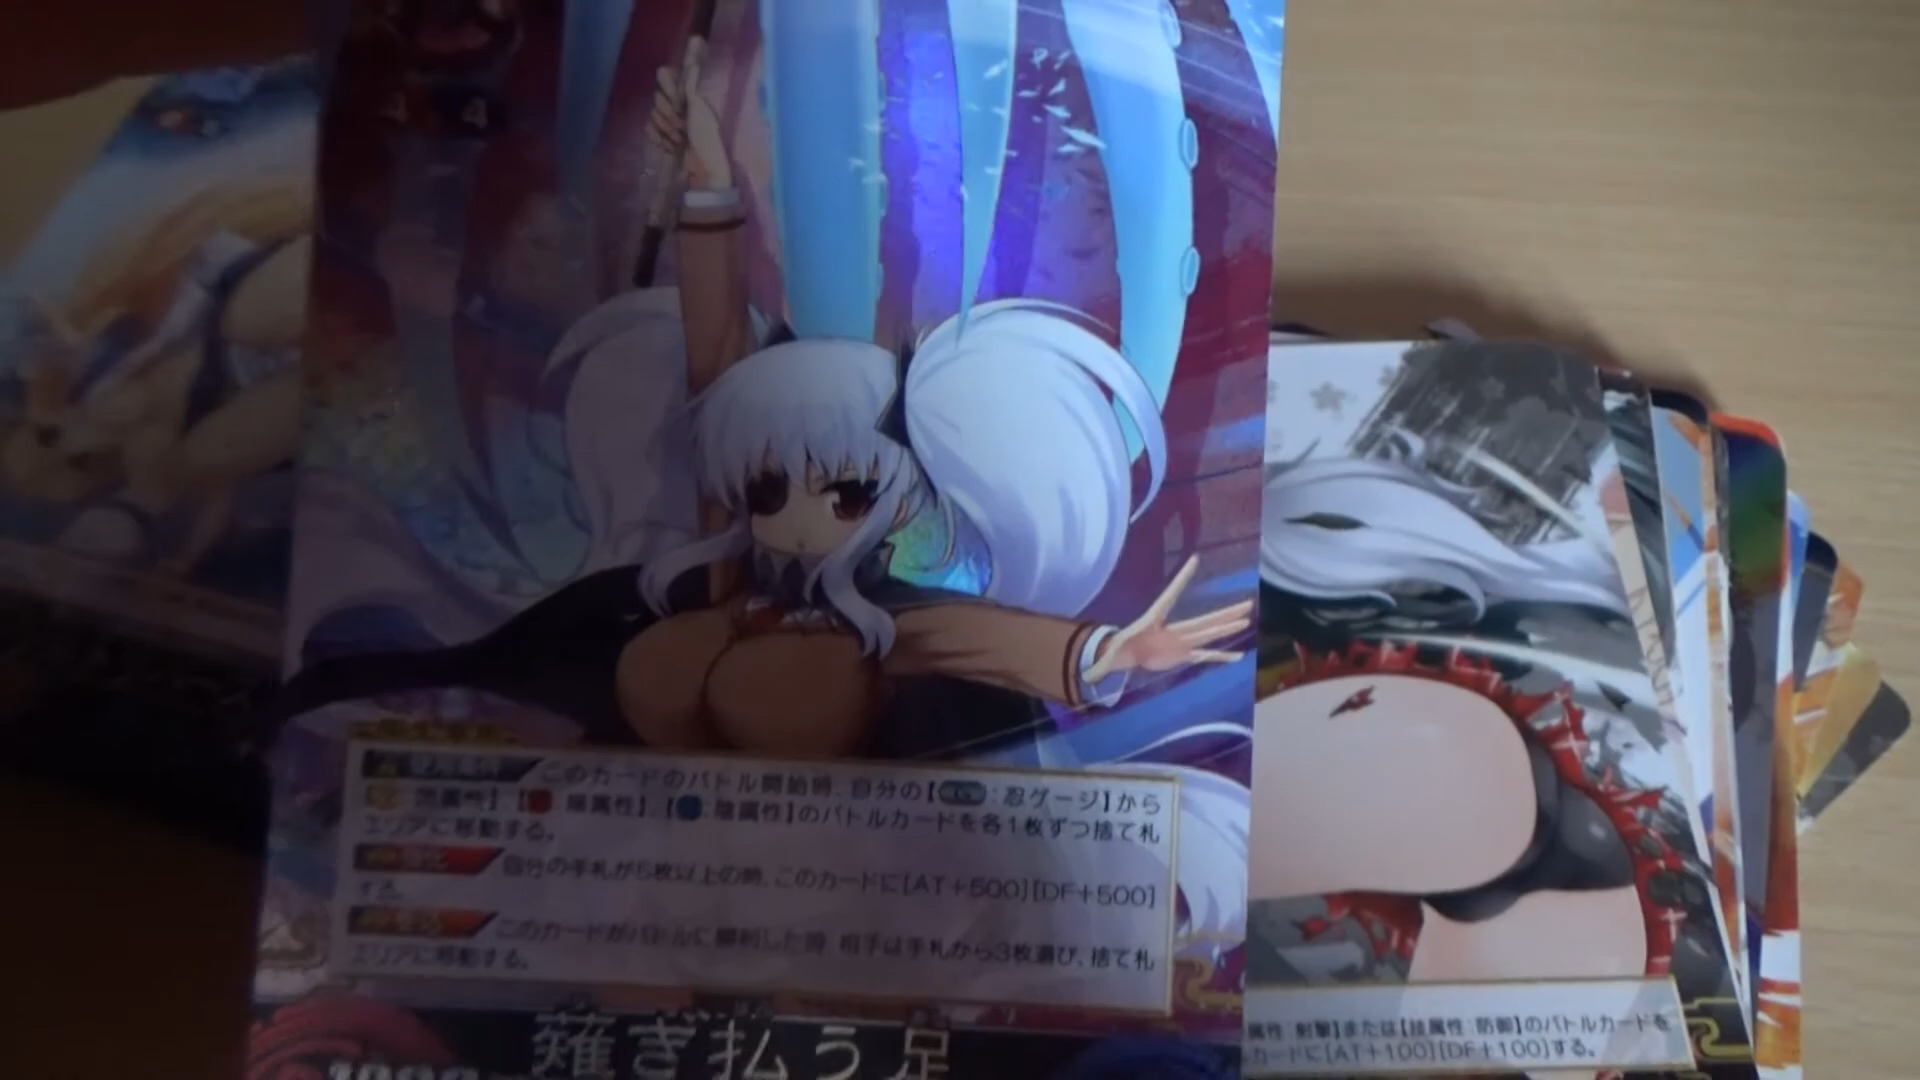 4 4
このカードのバトル開始時、自分の【:忍ゲージ】から
属性】、【:陽属性】、【:陰属性】のバトルカードを各1枚ずつ捨て札
エリアに移動する。
強化 自分の手札が5枚以上の時、このカードに[AT+500][DF+500]
する。
このカードがバトルに勝利した時、相手は手札から3枚選び、捨て札
エリアに移動する。
薙ぎ払う足
属性:射撃】または【技属性:防御】のバトルカードを
カードに[AT+100][DF+100]する。